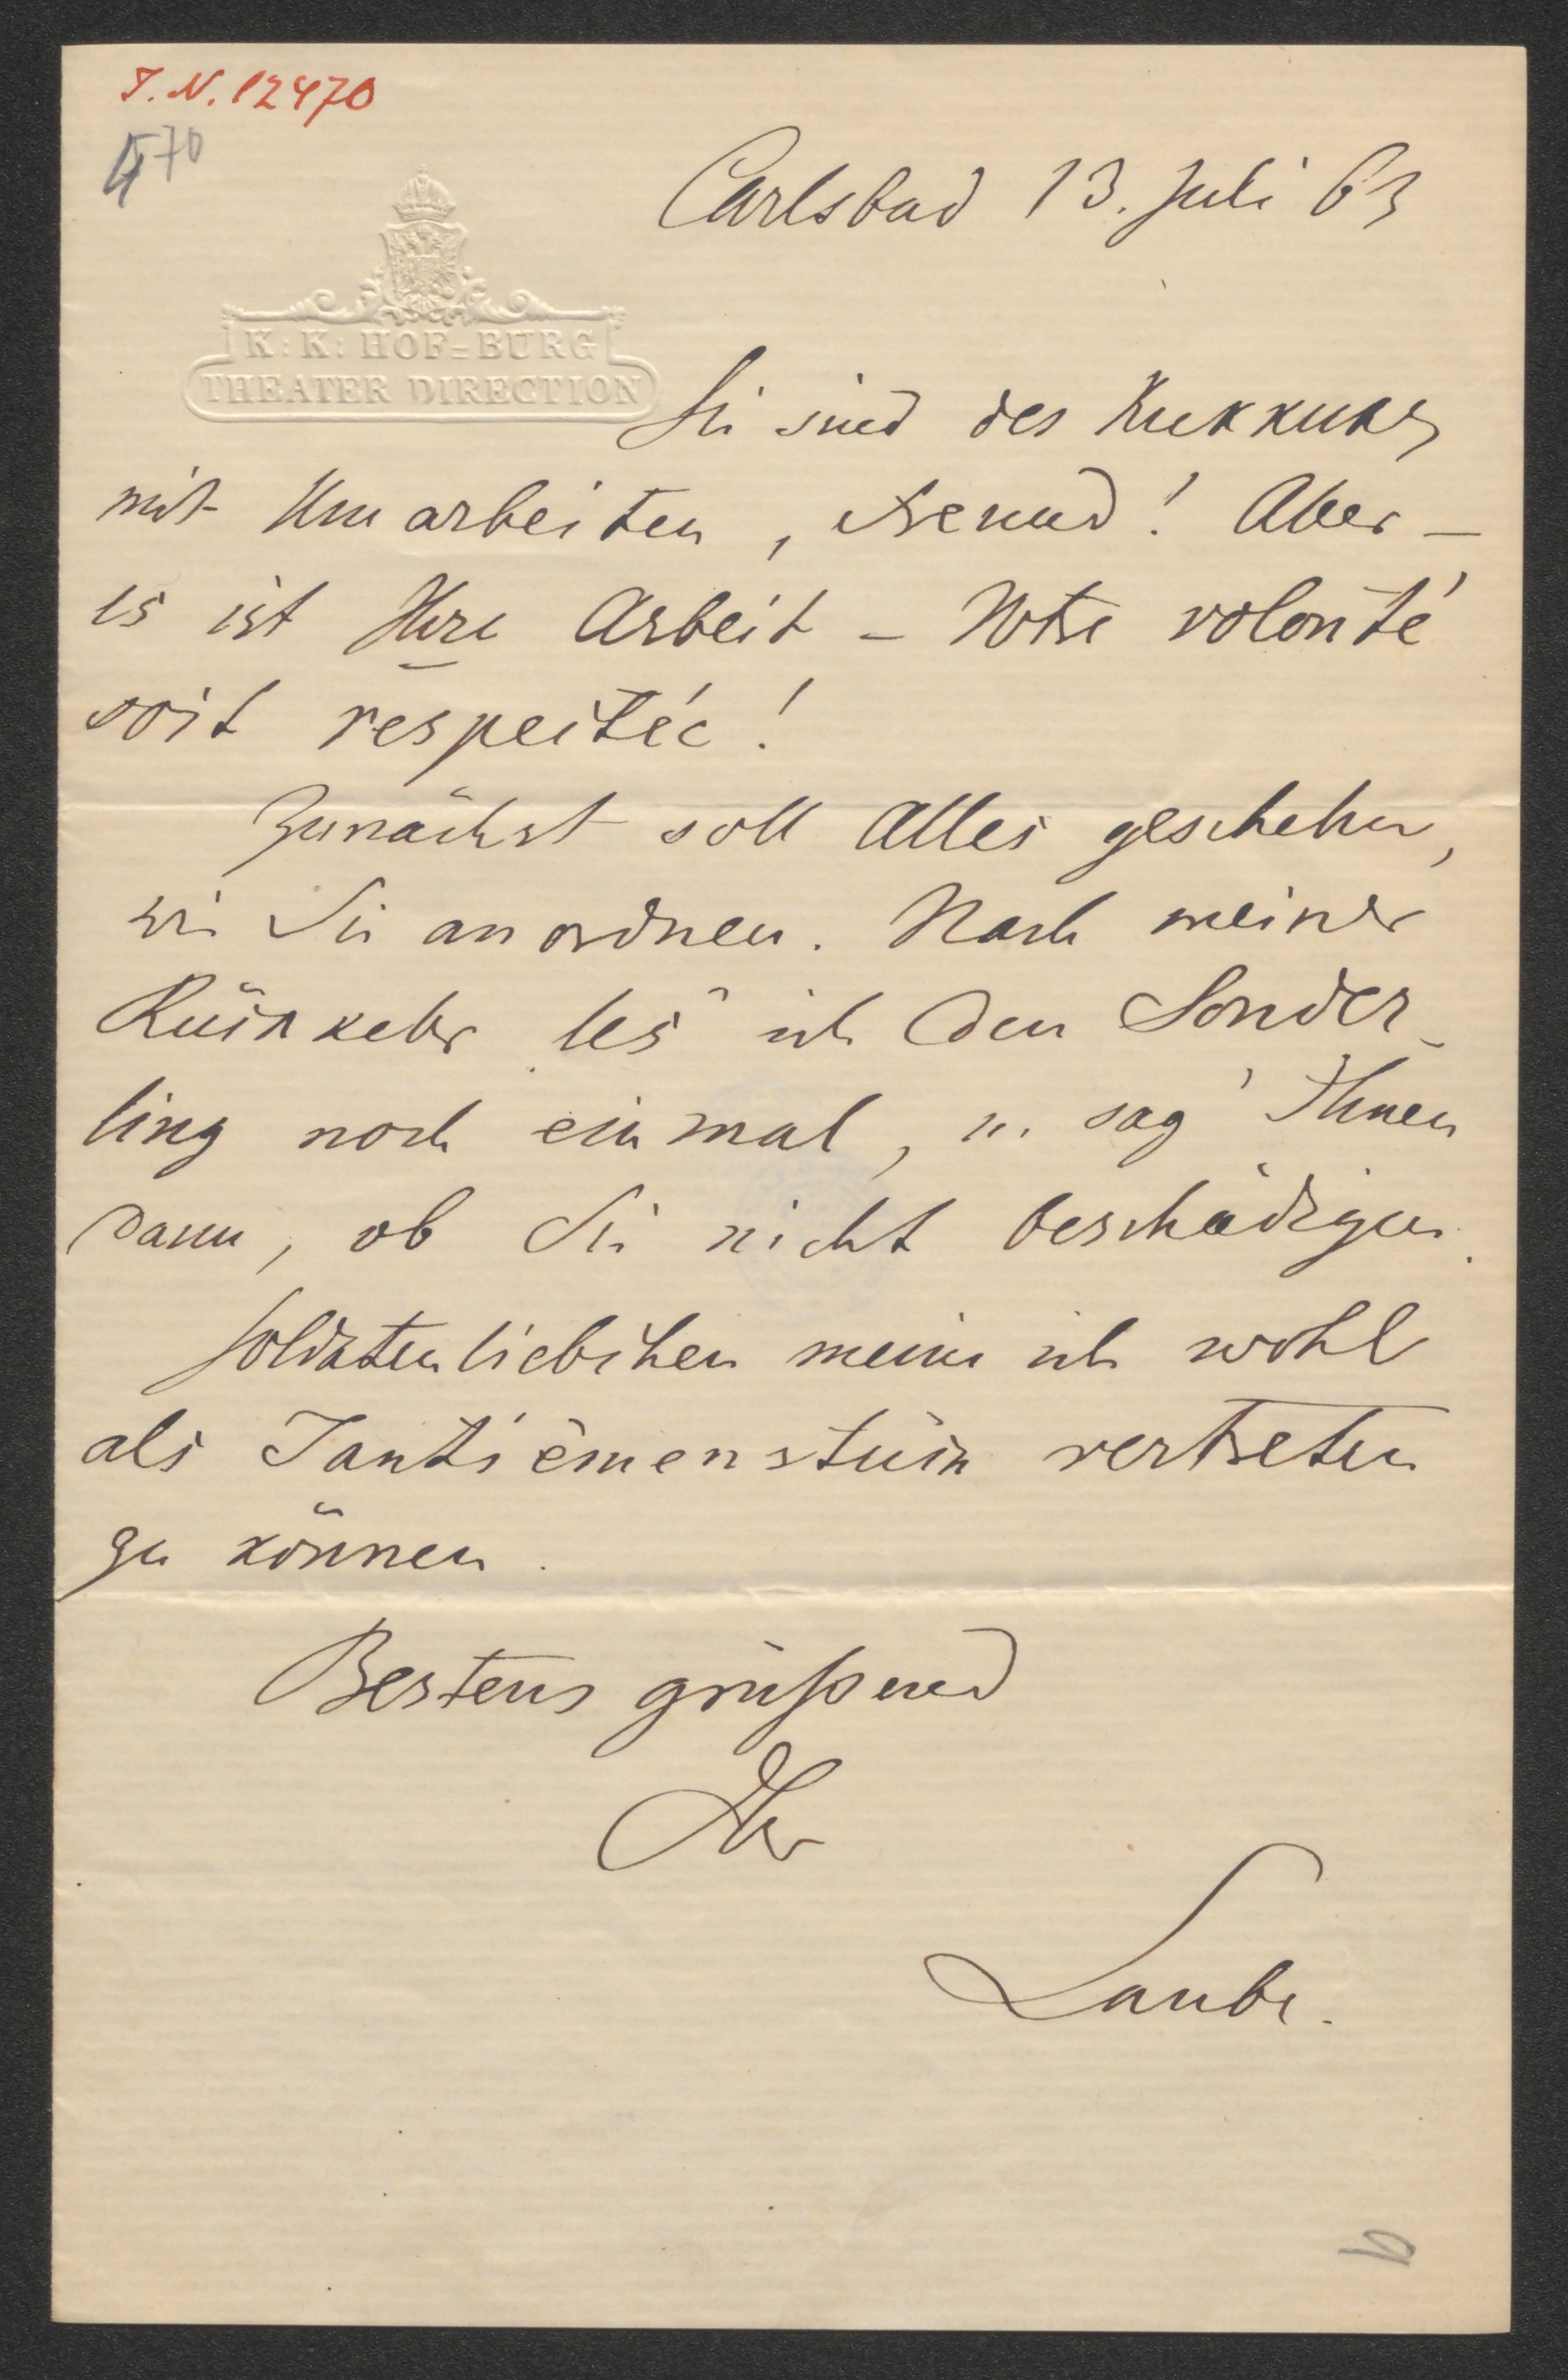 I. N. 12470
70
Carlsbad 13. Juli 63
K: K: HOF=BURG
THEATER DIRECTION
Sie sind des Kukkuks
mit Umarbeiten, Freund! Aber –
es ist Ihre Arbeit – Votre volonté
soit respectée!
Zunächst soll Alles geschehen,
wie Sie anordnen. Nach meiner
Rückkehr les' ich den Sonder-
ling noch einmal, u. sag' Ihnen
dann, ob Sie nicht beschädigen.
Soldatenliebchen meine ich wohl
als Tantièmenstück vertreten
zu können.
Bestens grüßend
Ihr
Laube.